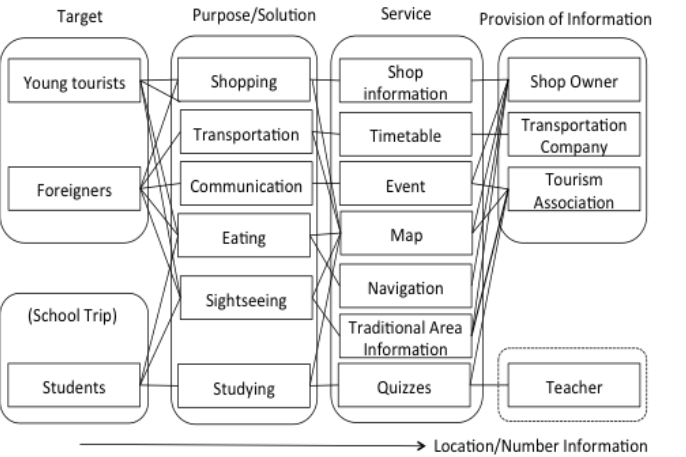 Target
Purpose/Solution
Service
Provision of Information
Young tourists
Foreigners
(School Trip)
Students
Shopping
Transportation
Communication
Eating
Sightseeing
Studying
Shop
information
Timetable
Event
Map
Navigation
Traditional Area
Information
Quizzes
Shop Owner
Transportation
Company
Tourism
Association
Teacher
Location/Number Information